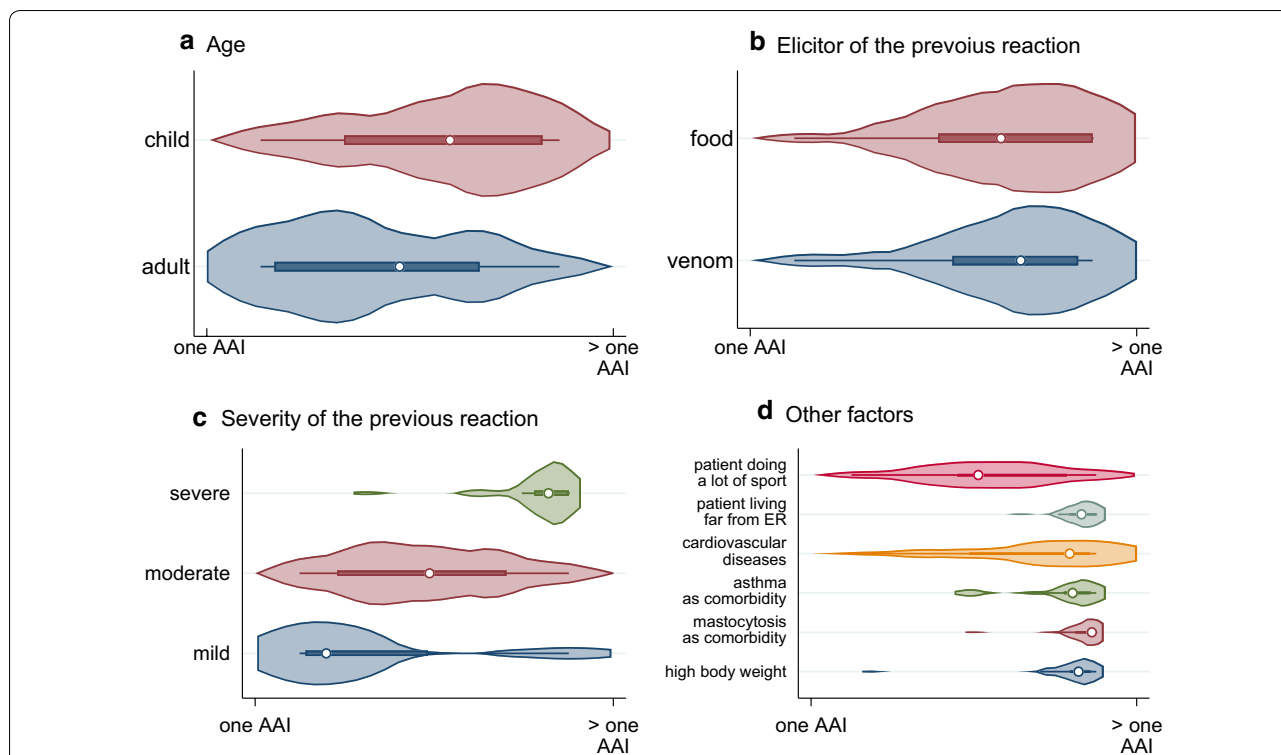 a Age
child
adult
one AAI
> one
AAI
b Elicitor of the prevoius reaction
food
venom
one AAI
> one
AAI
c Severity of the previous reaction
severe
moderate
mild
one AAI
> one
AAI
d Other factors
patient doing
a lot of sport
patient living
far from ER
cardiovascular
diseases
asthma
as comorbidity
mastocytosis
as comorbidity
high body weight
one AAI
> one
AAI